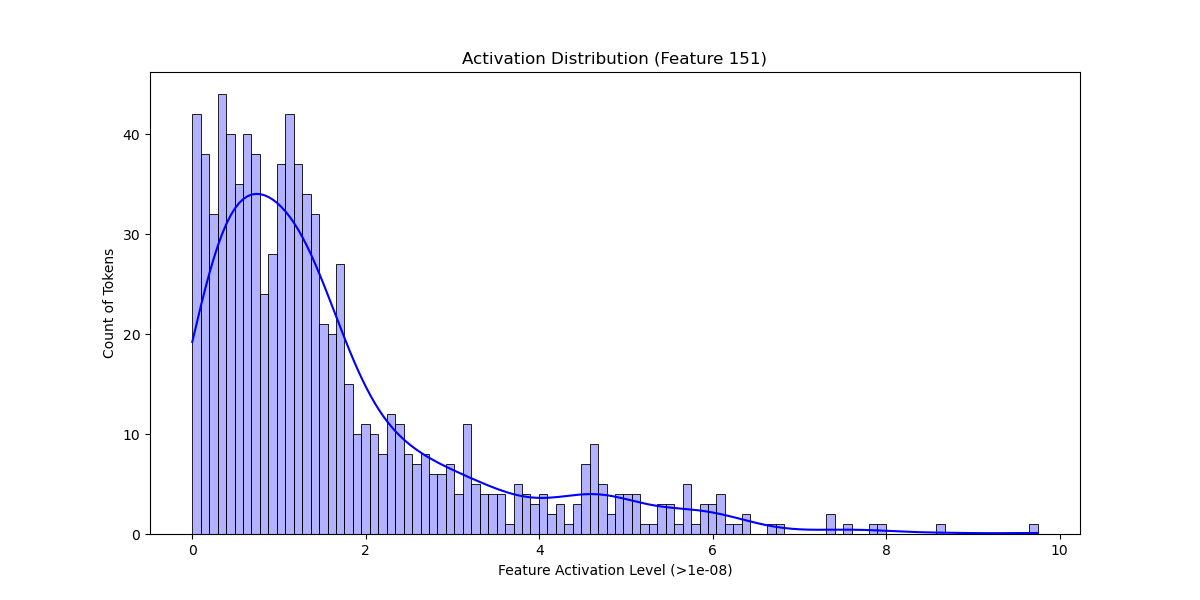 Activation Distribution (Feature 151)
40
30
20
10
0
Count of Tokens
0 2 4 6 8 10
Feature Activation Level (>1e-08)